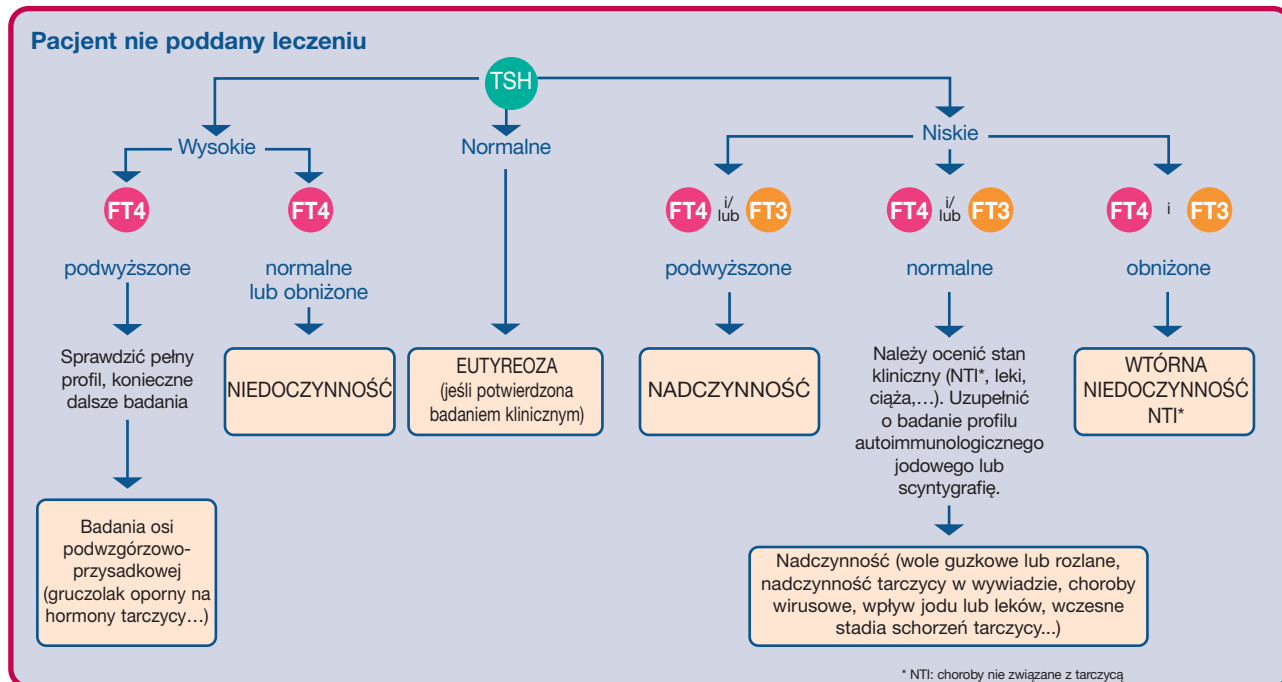 Pacjent nie poddany leczeniu
TSH
Wysokie
Normalne
Niskie
FT4
FT4
FT4 i/ lub FT3
FT4 i/ lub FT3
FT4 i FT3
podwyższone
normalne
lub obniżone
podwyższone
normalne
obniżone
Sprawdzić pełny
profil, konieczne
dalsze badania
NIEDOCZYNNOŚĆ
EUTYREOZA
(jeśli potwierdzona
badaniem klinicznym)
NADCZYNNOŚĆ
Należy ocenić stan
kliniczny (NTI*, leki,
ciąża,…). Uzupełnić
o badanie profilu
autoimmunologicznego
jodowego lub
scyntygrafię.
WTÓRNA
NIEDOCZYNNOŚĆ
NTI*
Badania osi
podwzgórzowo-
przysadkowej
(gruczolak oporny na
hormony tarczycy…)
Nadczynność (wole guzkowe lub rozlane,
nadczynność tarczycy w wywiadzie, choroby
wirusowe, wpływ jodu lub leków, wczesne
stadia schorzeń tarczycy...)
* NTI: choroby nie związane z tarczycą